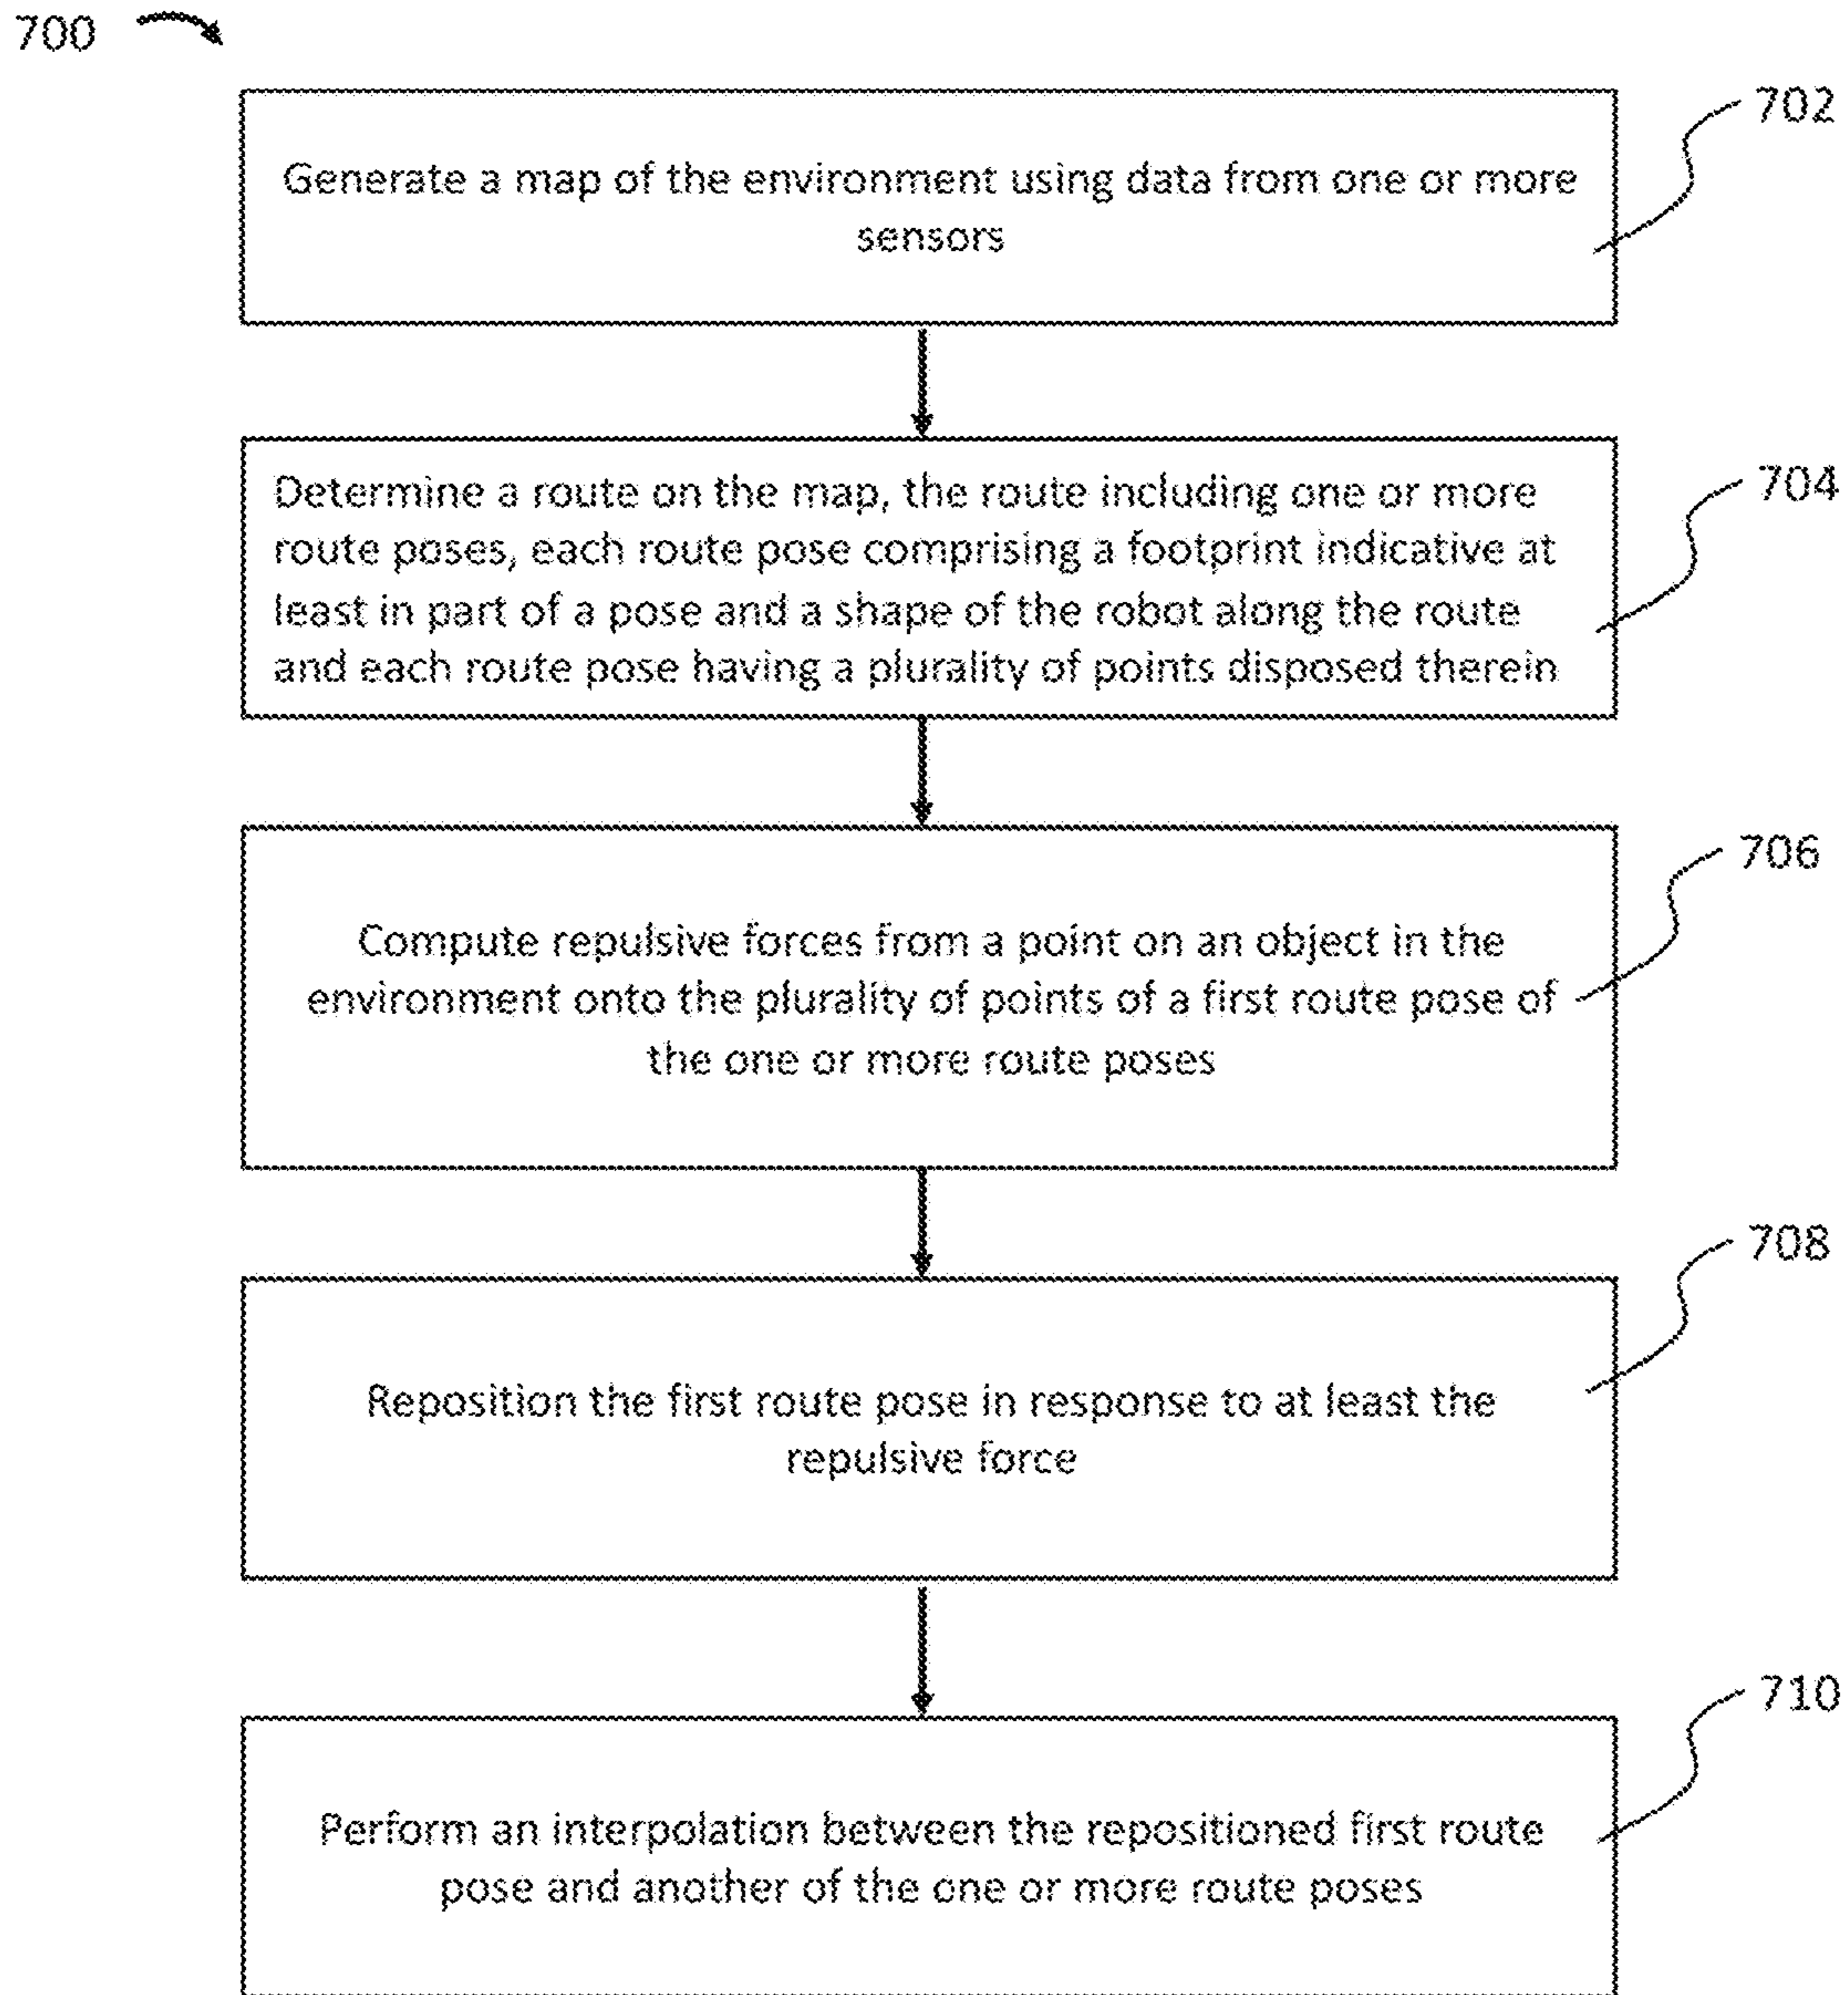 700
702
Generate a map of the environment using data from one or more
sensors
704
Determine a route on the map, the route including one or more
route poses, each route pose comprising a footprint indicative at
least in part of a pose and a shape of the robot along the route
and each route pose having a plurality of points disposed therein
706
Compute repulsive forces from a point on an object in the
environment onto the plurality of points of a first route pose of
the one or more route poses
708
Reposition the first route pose in response to at least the
repulsive force
710
Perform an interpolation between the repositioned first route
pose and another of the one or more route poses